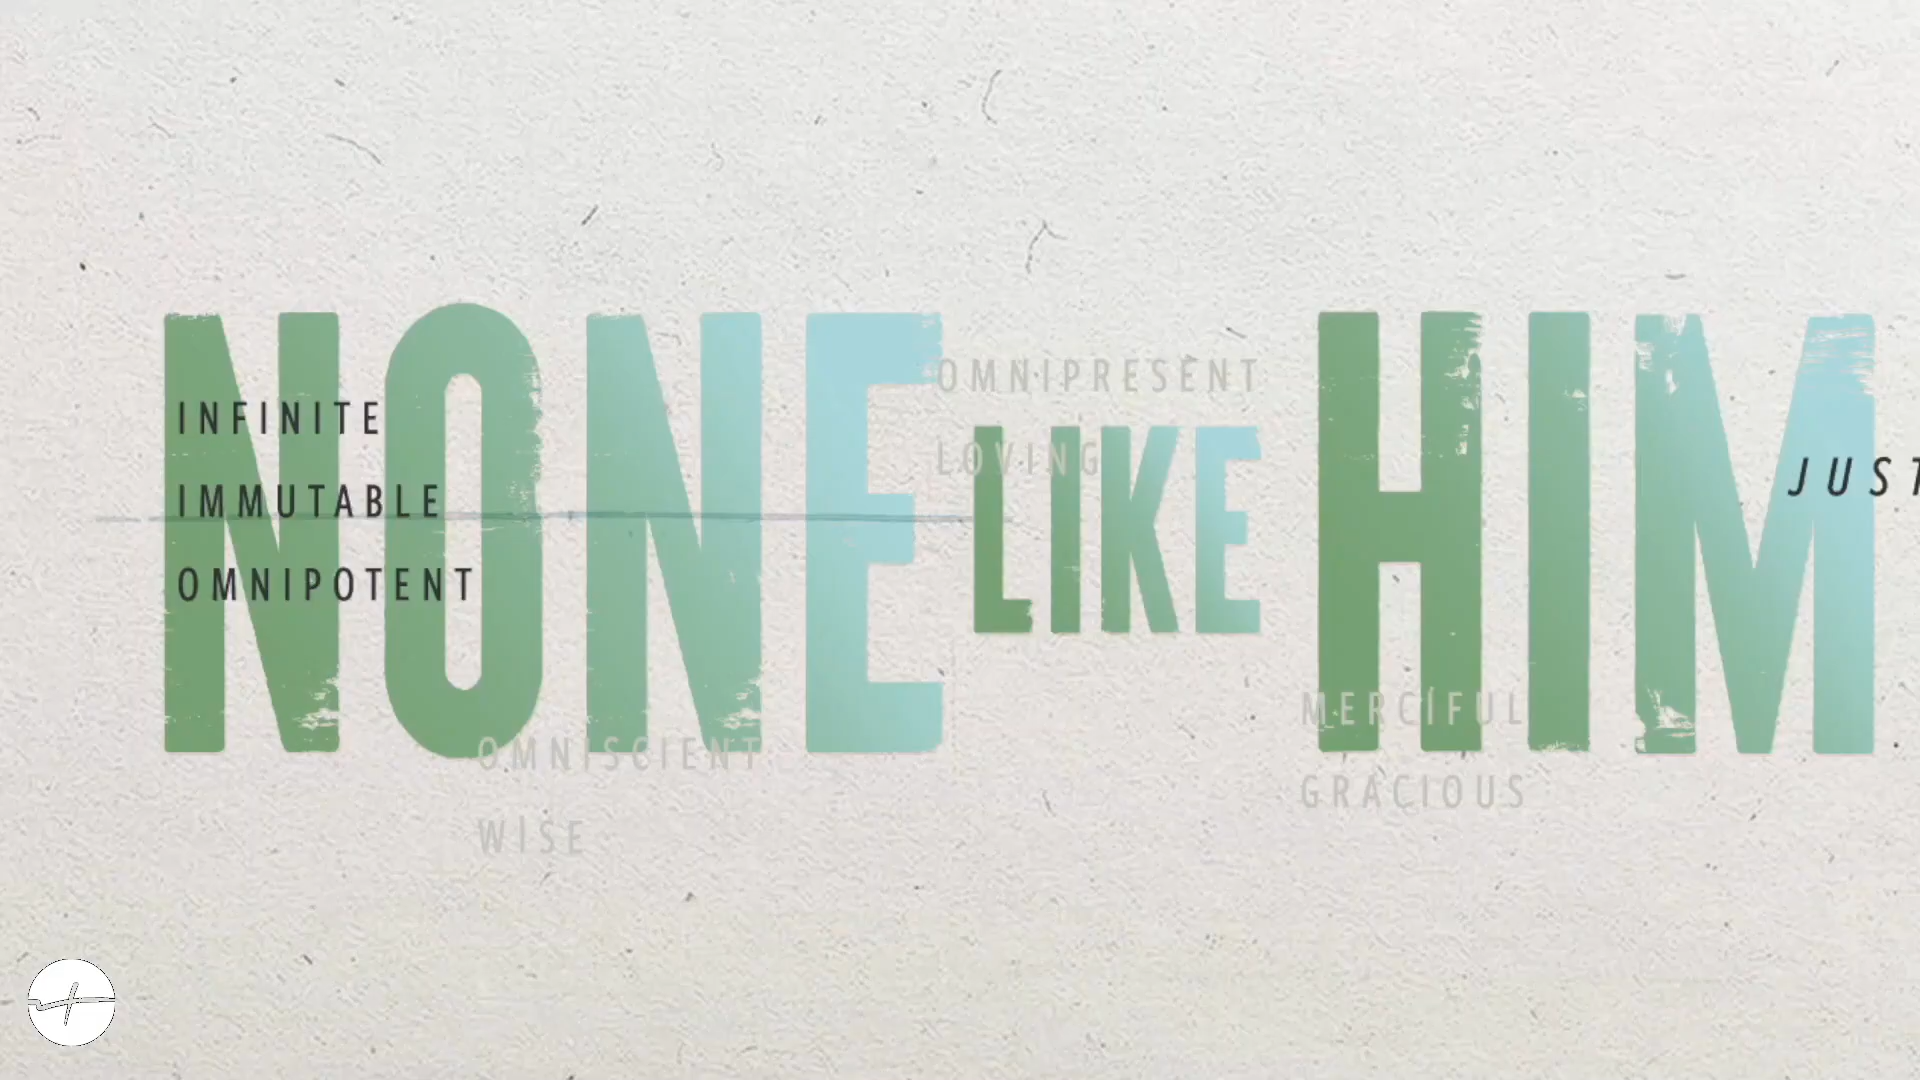 NONE LIKE HIM
INFINITE
IMMUTABLE
OMNIPOTENT
OMNIPRESENT
LOVING
JUST
OMNISCIENT
WISE
MERCIFUL
GRACIOUS